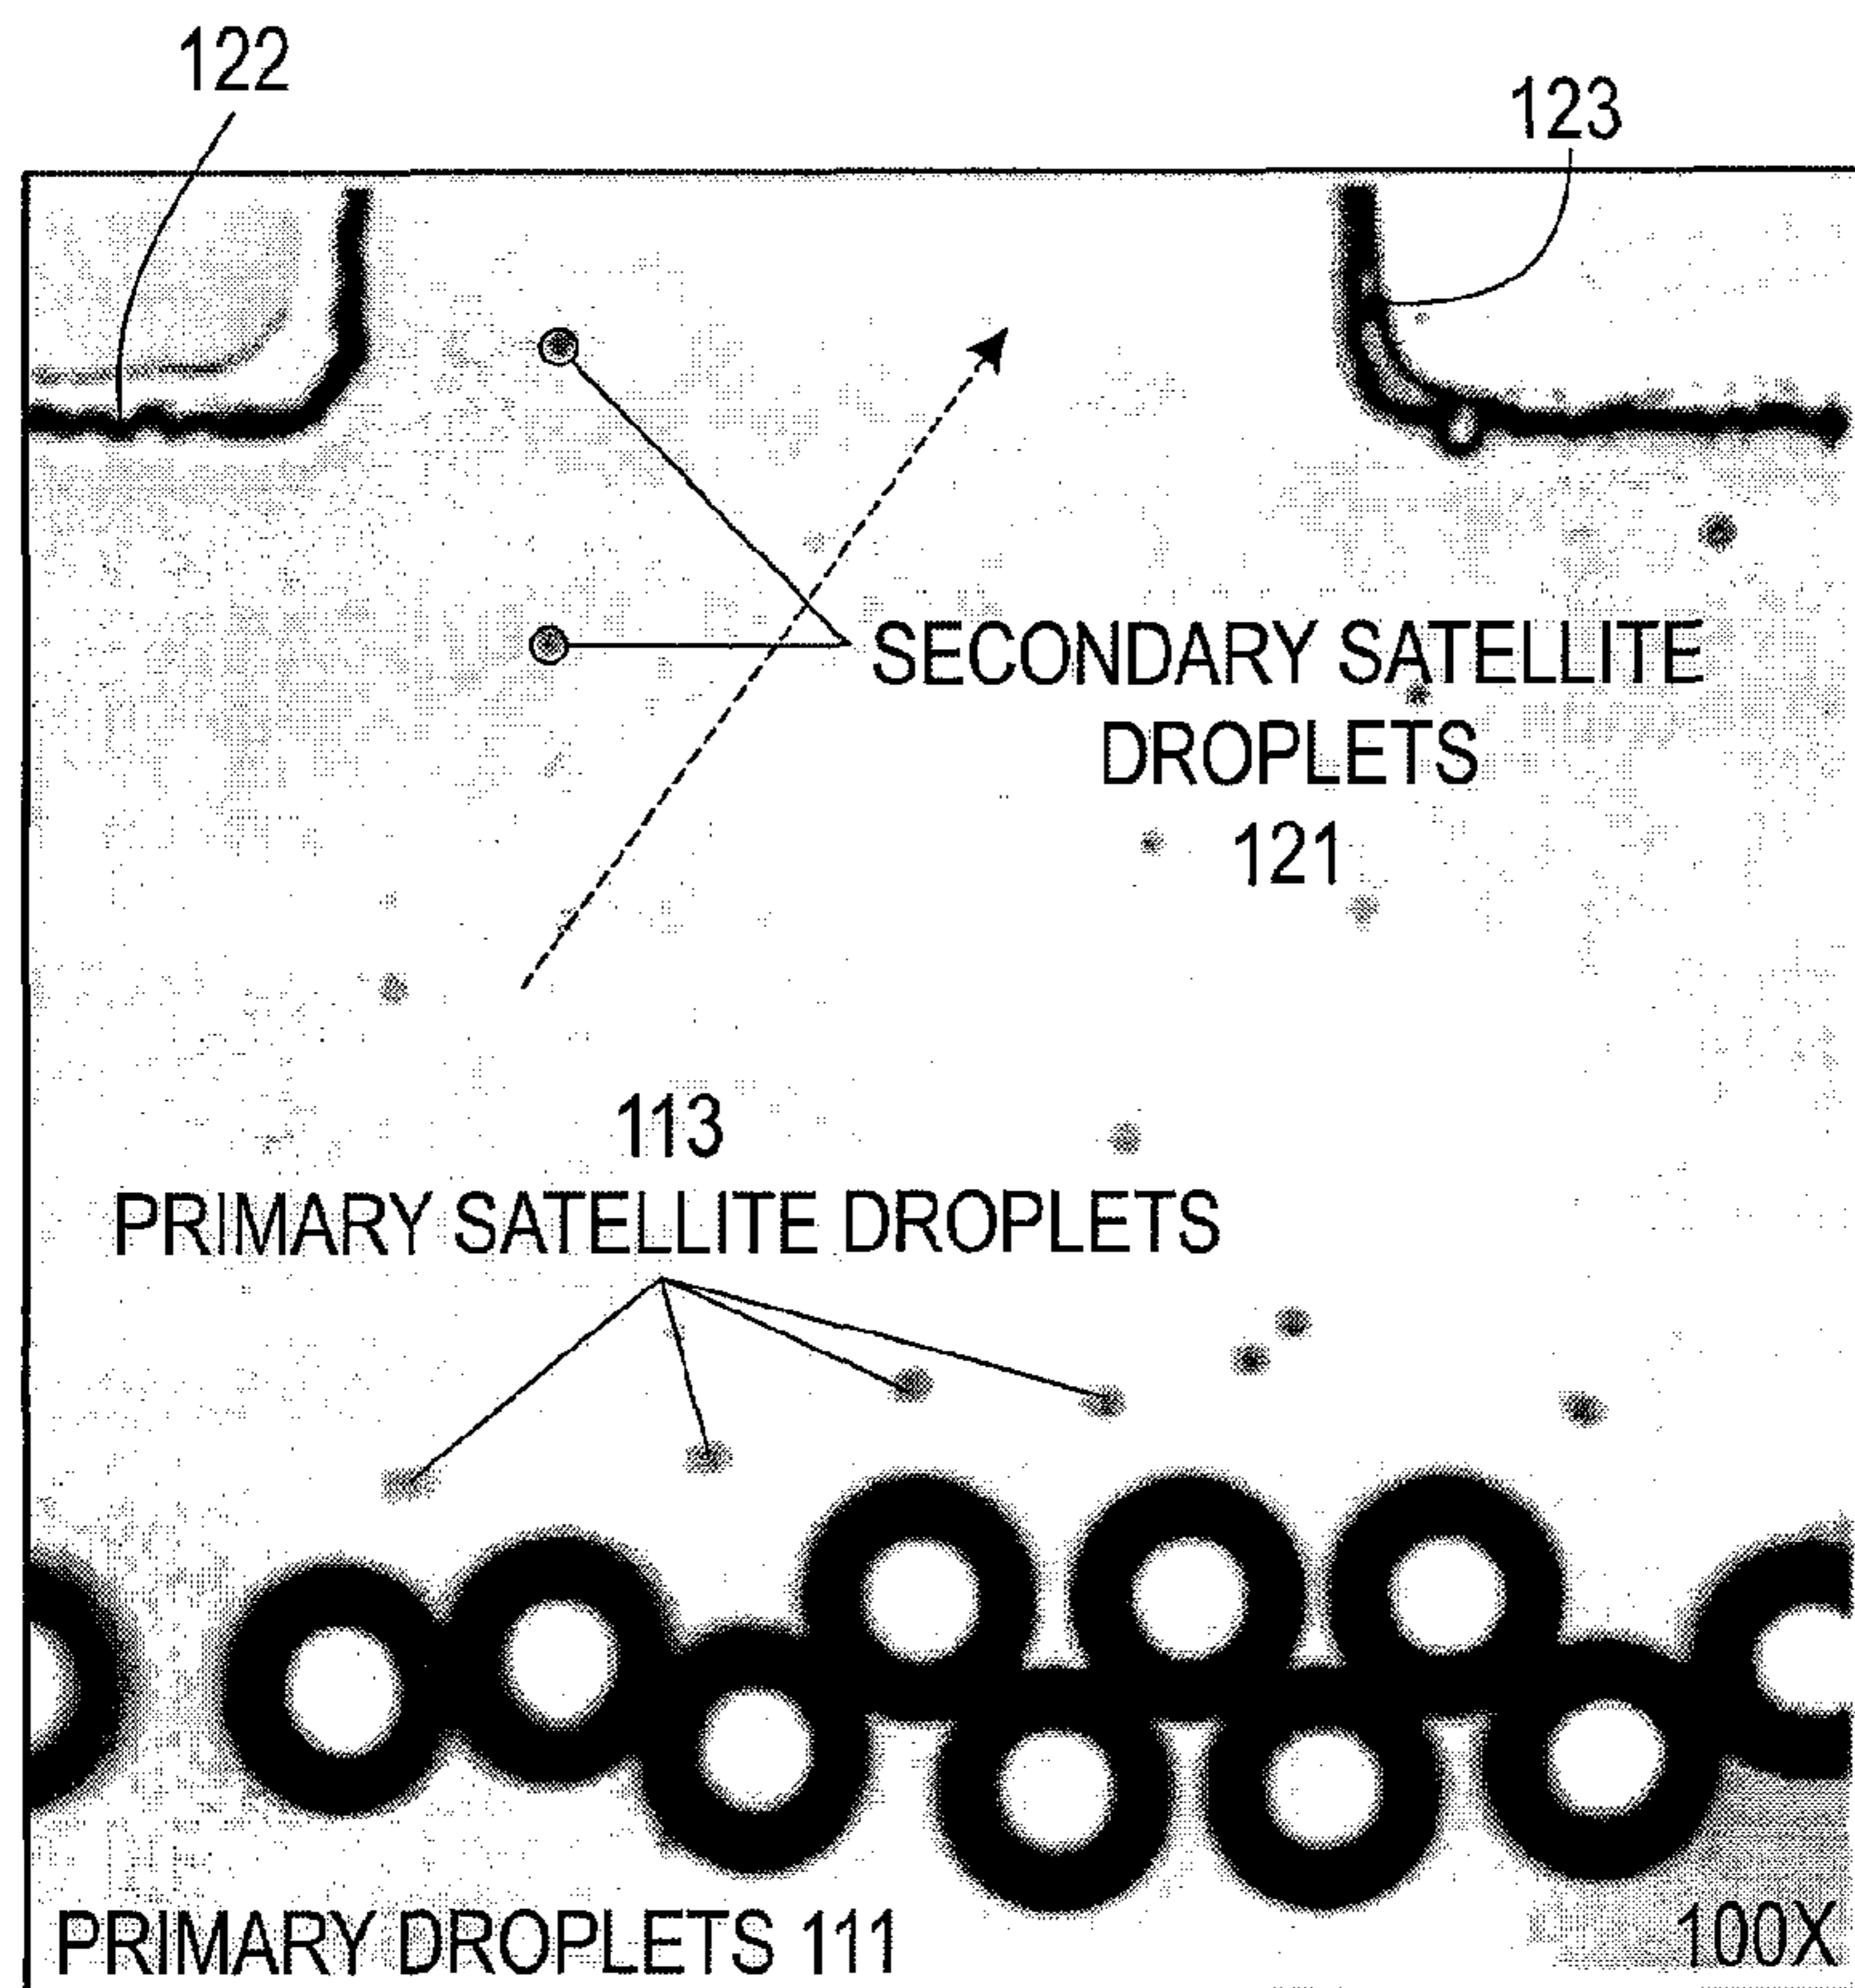 122
123
SECONDARY SATELLITE
DROPLETS
121
113
PRIMARY SATELLITE DROPLETS
PRIMARY DROPLETS 111
100X